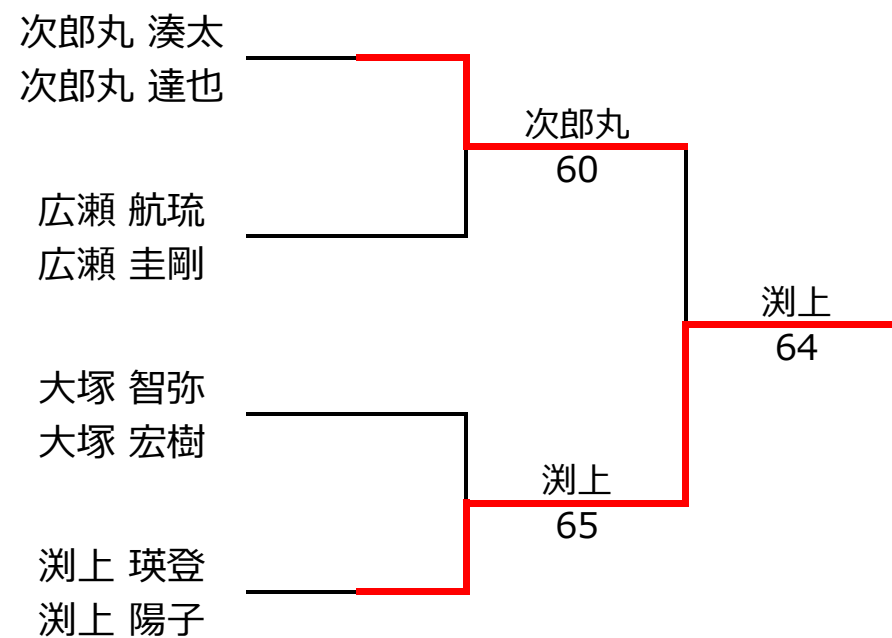 次郎丸 湊太
次郎丸 達也
次郎丸
60
広瀬 航琉
広瀬 圭剛
渕上
64
大塚 智弥
大塚 宏樹
渕上
65
渕上 瑛登
渕上 陽子